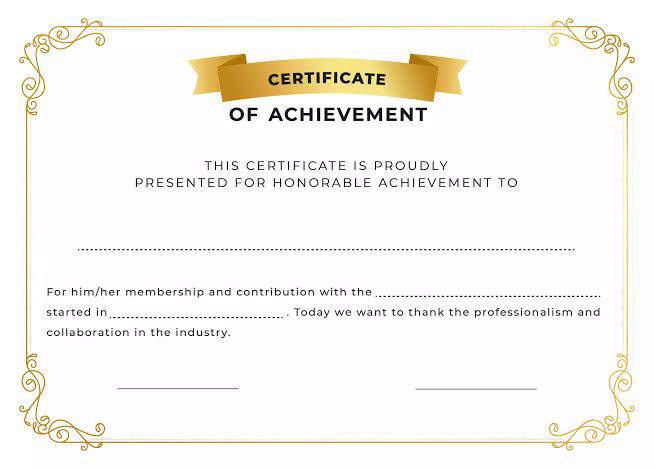 CERTIFICATE
OF ACHIEVEMENT
THIS CERTIFICATE IS PROUDLY
PRESENTED FOR HONORABLE ACHIEVEMENT TO
For him/her membership and contribution with the
started in . Today we want to thank the professionalism and
collaboration in the industry.